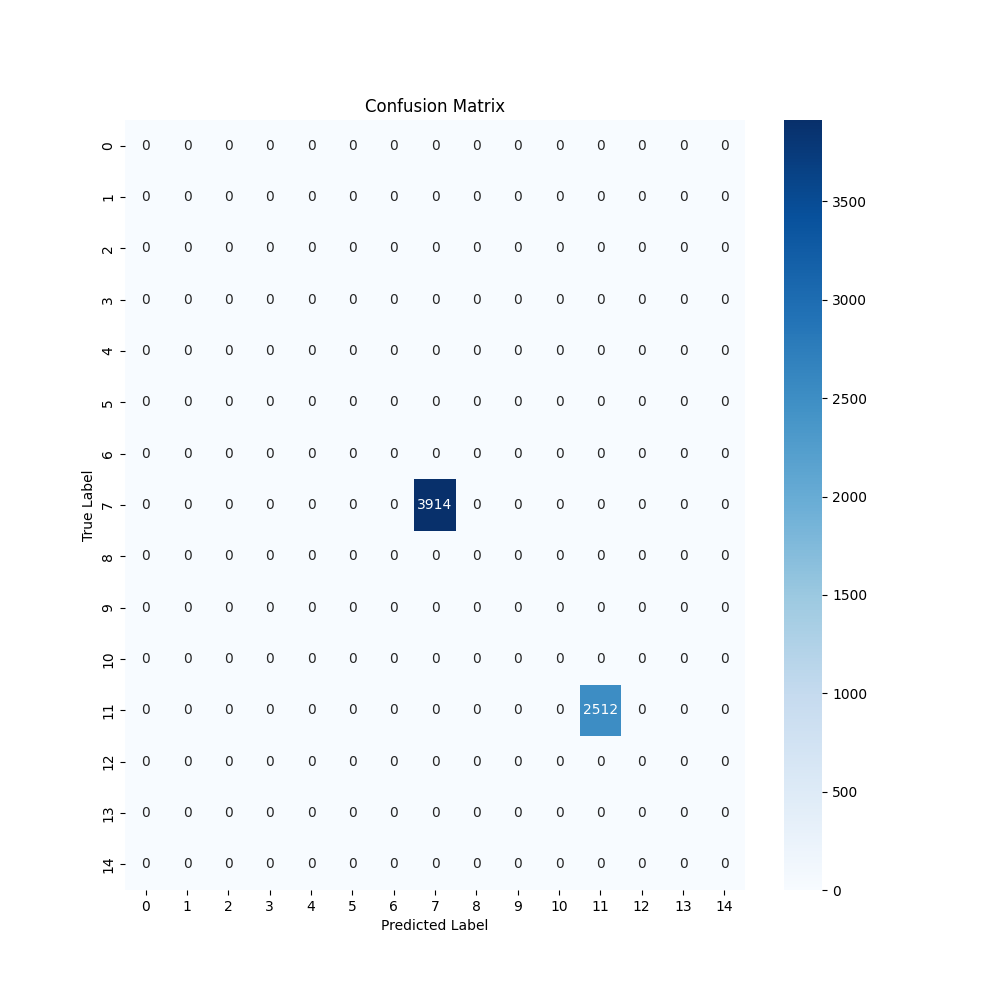 Confusion Matrix
0 0 0 0 0 0 0 0 0 0 0 0 0 0 0 0
1 0 0 0 0 0 0 0 0 0 0 0 0 0 0 0
2 0 0 0 0 0 0 0 0 0 0 0 0 0 0 0
3 0 0 0 0 0 0 0 0 0 0 0 0 0 0 0
4 0 0 0 0 0 0 0 0 0 0 0 0 0 0 0
5 0 0 0 0 0 0 0 0 0 0 0 0 0 0 0
6 0 0 0 0 0 0 0 0 0 0 0 0 0 0 0
7 0 0 0 0 0 0 0 3914 0 0 0 0 0 0 0
8 0 0 0 0 0 0 0 0 0 0 0 0 0 0 0
9 0 0 0 0 0 0 0 0 0 0 0 0 0 0 0
10 0 0 0 0 0 0 0 0 0 0 0 0 0 0 0
11 0 0 0 0 0 0 0 0 0 0 0 2512 0 0 0
12 0 0 0 0 0 0 0 0 0 0 0 0 0 0 0
13 0 0 0 0 0 0 0 0 0 0 0 0 0 0 0
14 0 0 0 0 0 0 0 0 0 0 0 0 0 0 0
0 1 2 3 4 5 6 7 8 9 10 11 12 13 14
Predicted Label
True Label
3500
3000
2500
2000
1500
1000
500
0